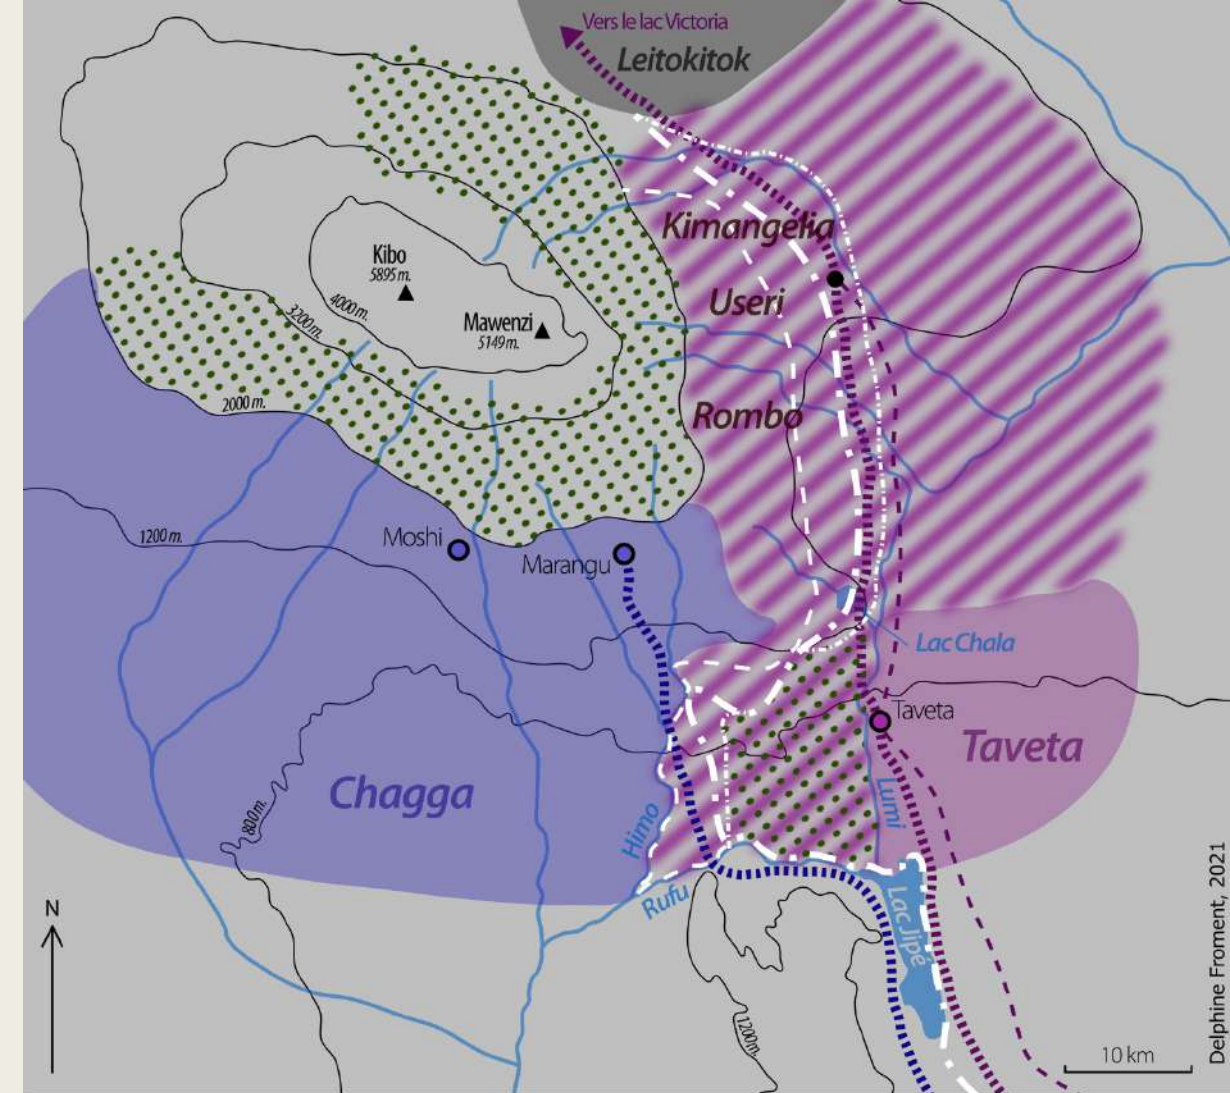 Vers le lac Victoria
Leitokitok
Kimangelia
Kibo
5895 m.
4000 m.
3200 m.
Mawenzi
5149 m.
Useri
2000 m.
Rombo
1200 m.
Moshi
Marangu
Lac Chala
Taveta
Taveta
Chagga
800 m.
Himo
Lumi
Rufu
Lac Jipé
N
1200 m.
10 km
Delphine Froment, 2021